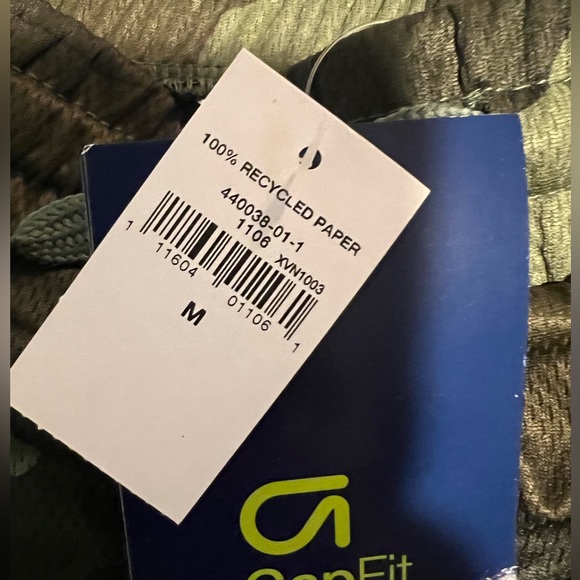 100% RECYCLED PAPER
440038-01-1
1106 XVN1003
1 11604 01106 1
M
GapFit